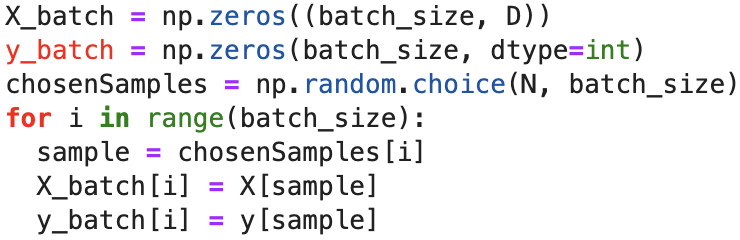 X_batch = np.zeros((batch_size, D))
y_batch = np.zeros(batch_size, dtype=int)
chosenSamples = np.random.choice(N, batch_size)
for i in range(batch_size):
  sample = chosenSamples[i]
  X_batch[i] = X[sample]
  y_batch[i] = y[sample]